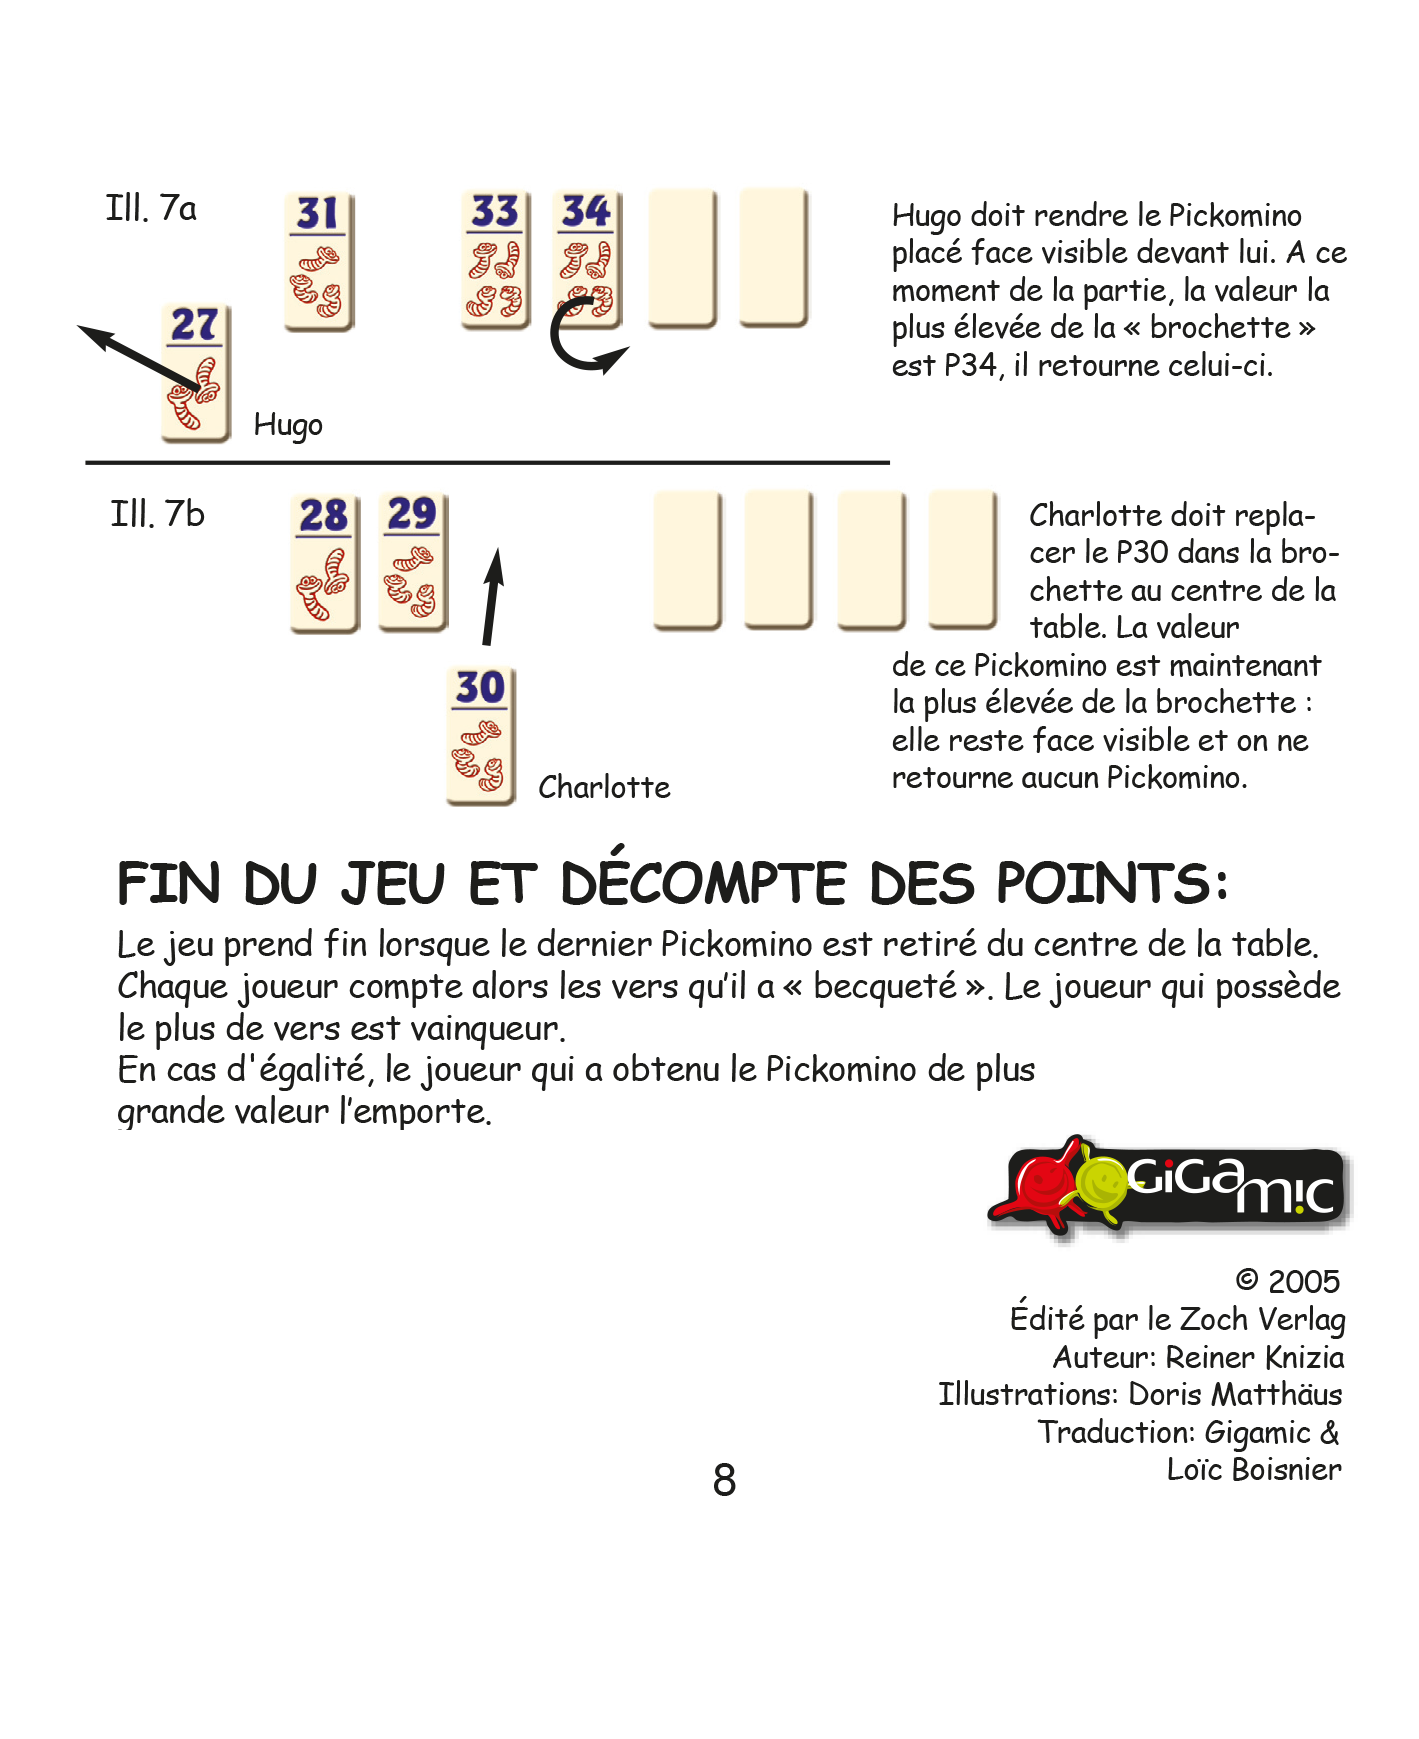 Ill. 7a
31
33
34
27
Hugo
Hugo doit rendre le Pickomino
placé face visible devant lui. A ce
moment de la partie, la valeur la
plus élevée de la « brochette »
est P34, il retourne celui-ci.
Ill. 7b
28
29
30
Charlotte
Charlotte doit repla-
cer le P30 dans la bro-
chette au centre de la
table. La valeur
de ce Pickomino est maintenant
la plus élevée de la brochette :
elle reste face visible et on ne
retourne aucun Pickomino.
FIN DU JEU ET DÉCOMPTE DES POINTS:
Le jeu prend fin lorsque le dernier Pickomino est retiré du centre de la table.
Chaque joueur compte alors les vers qu’il a « becqueté ». Le joueur qui possède
le plus de vers est vainqueur.
En cas d'égalité, le joueur qui a obtenu le Pickomino de plus
grande valeur l’emporte.
GiGamic
© 2005
Édité par le Zoch Verlag
Auteur: Reiner Knizia
Illustrations: Doris Matthäus
Traduction: Gigamic &
Loïc Boisnier
8